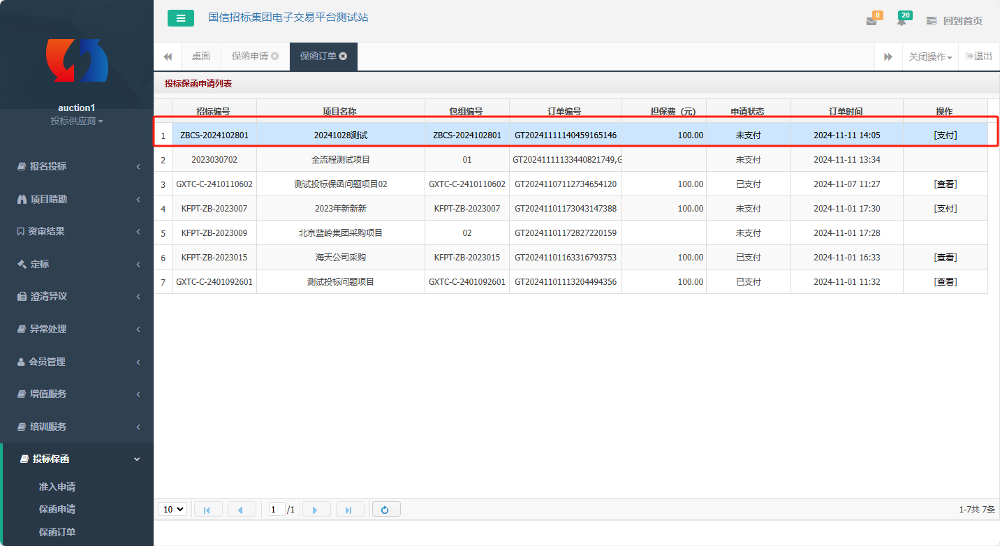 国信招标集团电子交易平台测试站
0
20
回到首页
桌面
保函申请
保函订单
关闭操作
退出
auction1
投标供应商
报名投标
项目踏勘
资审结果
定标
澄清异议
异常处理
会员管理
增值服务
培训服务
投标保函
准入申请
保函申请
保函订单
投标保函申请列表
招标编号 项目名称 包组编号 订单编号 担保费（元） 申请状态 订单时间 操作
1 ZBCS-2024102801 20241028测试 ZBCS-2024102801 GT20241111140459165146 100.00 未支付 2024-11-11 14:05 [支付]
2 2023030702 全流程测试项目 01 GT20241111133440821749,G 未支付 2024-11-11 13:34
3 GXTC-C-2410110602 测试投标保函问题项目02 GXTC-C-2410110602 GT20241107112734654120 100.00 已支付 2024-11-07 11:27 [查看]
4 KFPT-ZB-2023007 2023年新新新 KFPT-ZB-2023007 GT20241101173043147388 100.00 未支付 2024-11-01 17:30 [支付]
5 KFPT-ZB-2023009 北京蓝岭集团采购项目 02 GT20241101172827220159 未支付 2024-11-01 17:28
6 KFPT-ZB-2023015 海天公司采购 KFPT-ZB-2023015 GT20241101163316793753 100.00 已支付 2024-11-01 16:33 [查看]
7 GXTC-C-2401092601 测试投标问题项目 GXTC-C-2401092601 GT20241101113204494356 100.00 已支付 2024-11-01 11:32 [查看]
10 1 /1 1-7共 7条